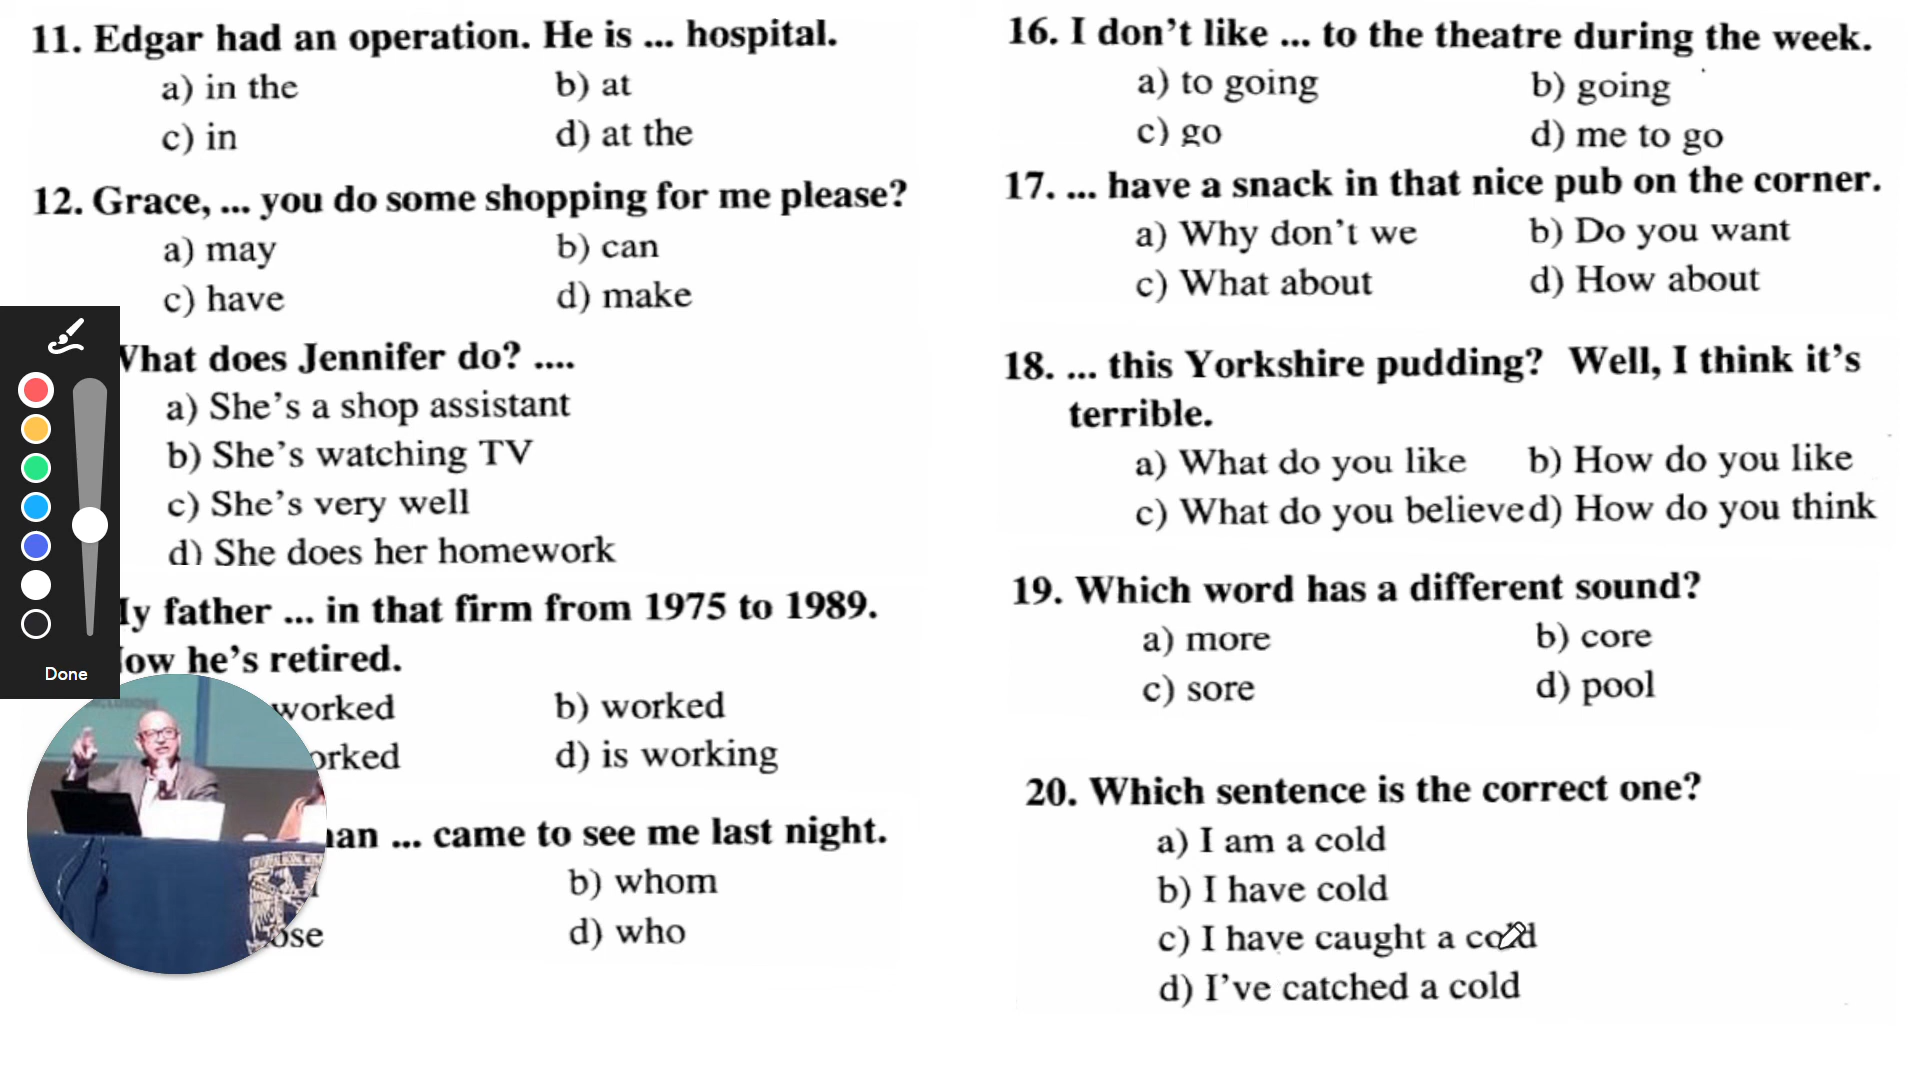 11. Edgar had an operation. He is ... hospital.
a) in the b) at
c) in d) at the
12. Grace, ... you do some shopping for me please?
a) may b) can
c) have d) make
What does Jennifer do? ....
a) She's a shop assistant
b) She's watching TV
c) She's very well
d) She does her homework
My father ... in that firm from 1975 to 1989.
Now he's retired.
worked b) worked
d) is working
... came to see me last night.
b) whom
d) who
16. I don't like ... to the theatre during the week.
a) to going b) going
c) go d) me to go
17. ... have a snack in that nice pub on the corner.
a) Why don't we b) Do you want
c) What about d) How about
18. ... this Yorkshire pudding? Well, I think it's
terrible.
a) What do you like b) How do you like
c) What do you believe d) How do you think
19. Which word has a different sound?
a) more b) core
c) sore d) pool
20. Which sentence is the correct one?
a) I am a cold
b) I have cold
c) I have caught a cold
d) I've catched a cold
Done